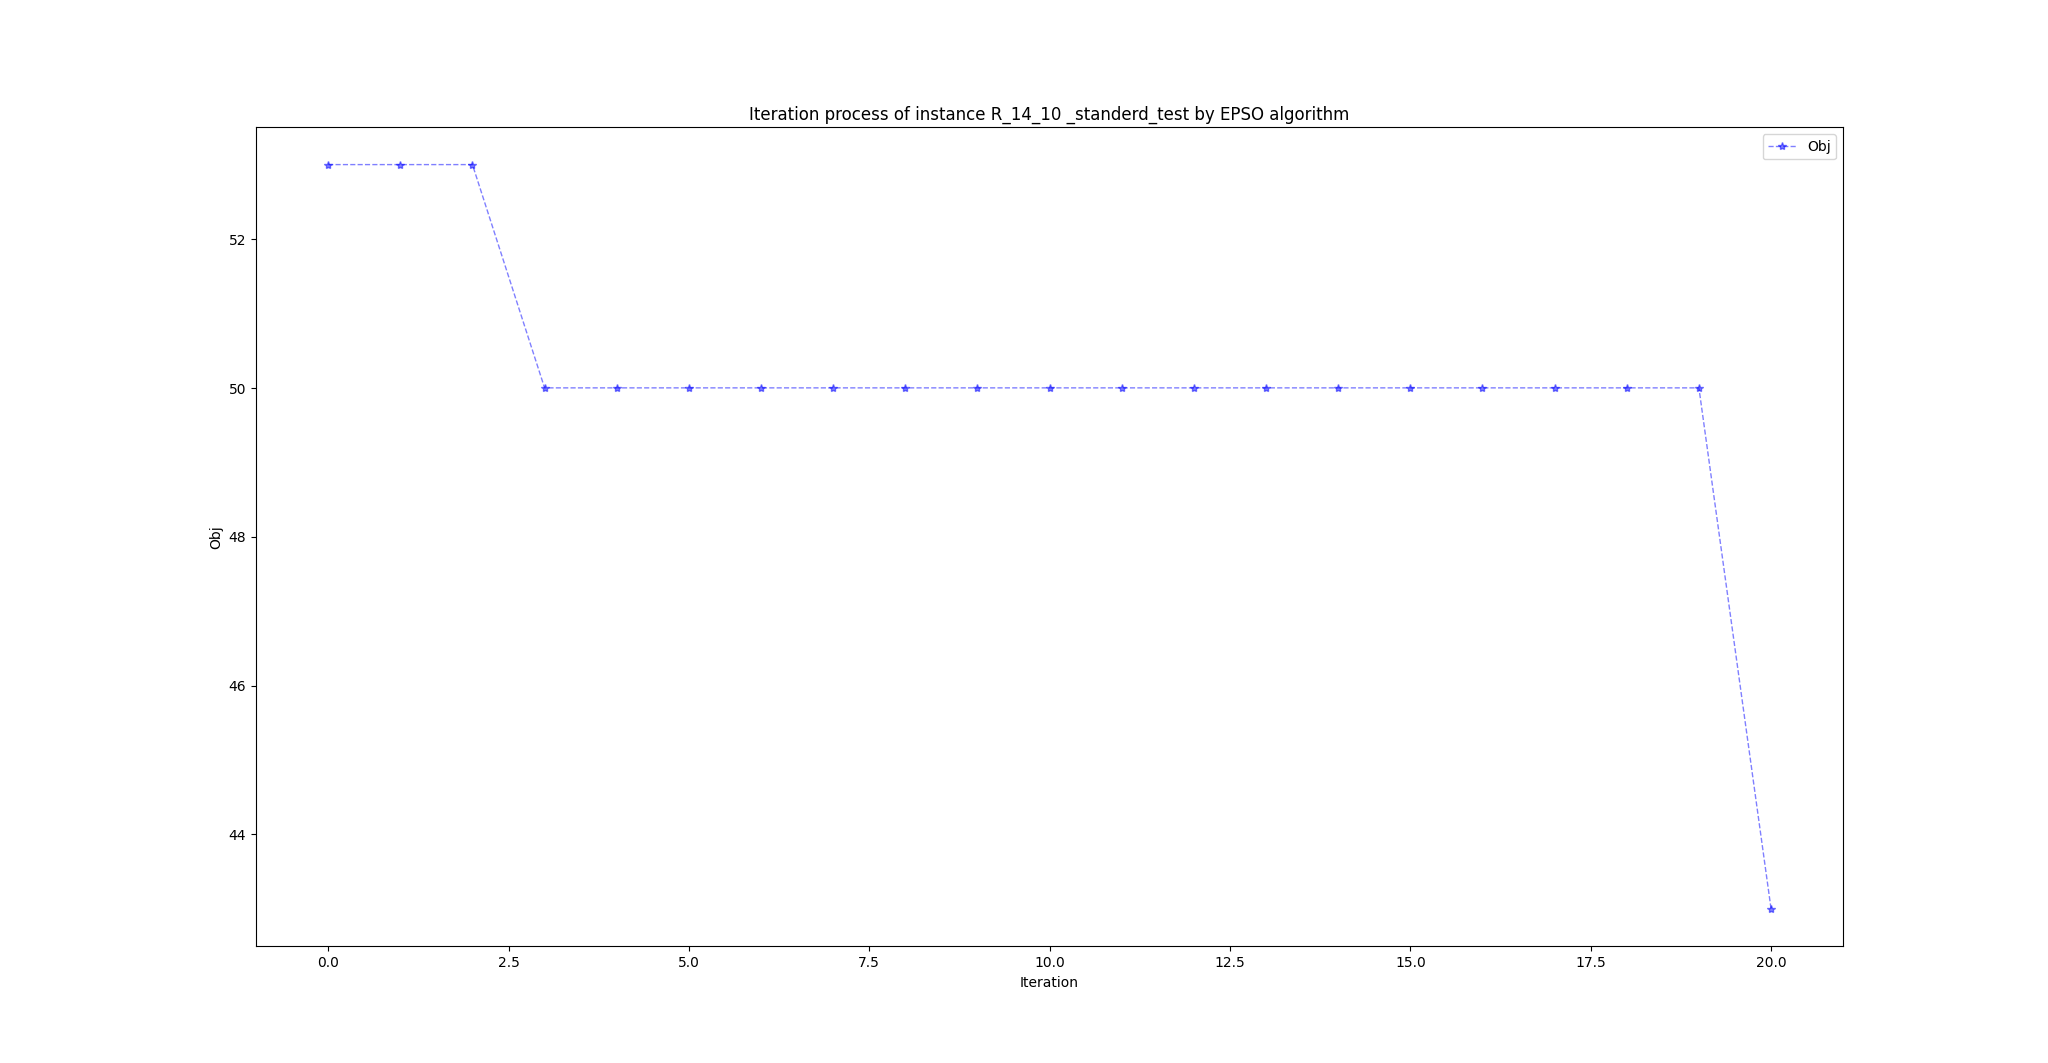 Iteration process of instance R_14_10 _standerd_test by EPSO algorithm
Obj
52
50
48
46
44
Obj
0.0 2.5 5.0 7.5 10.0 12.5 15.0 17.5 20.0
Iteration